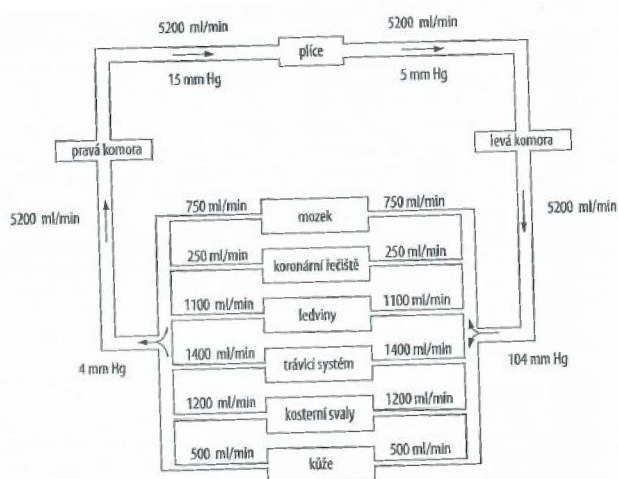 5200 ml/min
5200 ml/min
plíce
15 mm Hg
5 mm Hg
pravá komora
levá komora
5200 ml/min
5200 ml/min
750 ml/min
mozek
750 ml/min
250 ml/min
koronární řečiště
250 ml/min
1100 ml/min
ledviny
1100 ml/min
1400 ml/min
trávicí systém
1400 ml/min
4 mm Hg
104 mm Hg
1200 ml/min
kosterní svaly
1200 ml/min
500 ml/min
kůže
500 ml/min